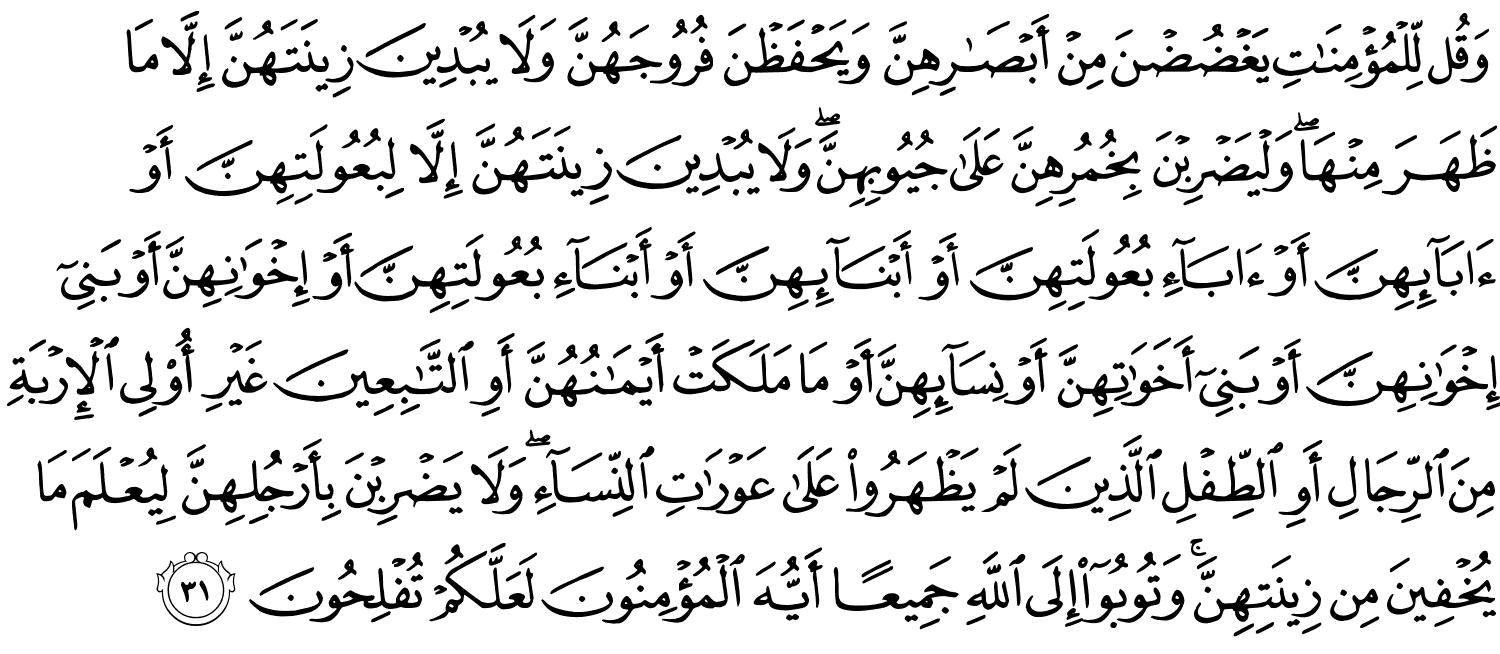 وَقُل لِّلْمُؤْمِنَٰتِ يَغْضُضْنَ مِنْ أَبْصَٰرِهِنَّ وَيَحْفَظْنَ فُرُوجَهُنَّ وَلَا يُبْدِينَ زِينَتَهُنَّ إِلَّا مَا
ظَهَرَ مِنْهَا ۖ وَلْيَضْرِبْنَ بِخُمُرِهِنَّ عَلَىٰ جُيُوبِهِنَّ ۖ وَلَا يُبْدِينَ زِينَتَهُنَّ إِلَّا لِبُعُولَتِهِنَّ أَوْ
ءَابَآئِهِنَّ أَوْ ءَابَآءِ بُعُولَتِهِنَّ أَوْ أَبْنَآئِهِنَّ أَوْ أَبْنَآءِ بُعُولَتِهِنَّ أَوْ إِخْوَٰنِهِنَّ أَوْ بَنِىٓ
إِخْوَٰنِهِنَّ أَوْ بَنِىٓ أَخَوَٰتِهِنَّ أَوْ نِسَآئِهِنَّ أَوْ مَا مَلَكَتْ أَيْمَٰنُهُنَّ أَوِ ٱلتَّٰبِعِينَ غَيْرِ أُو۟لِى ٱلْإِرْبَةِ
مِنَ ٱلرِّجَالِ أَوِ ٱلطِّفْلِ ٱلَّذِينَ لَمْ يَظْهَرُوا۟ عَلَىٰ عَوْرَٰتِ ٱلنِّسَآءِ ۖ وَلَا يَضْرِبْنَ بِأَرْجُلِهِنَّ لِيُعْلَمَ مَا
يُخْفِينَ مِن زِينَتِهِنَّ ۚ وَتُوبُوٓا۟ إِلَى ٱللَّهِ جَمِيعًا أَيُّهَ ٱلْمُؤْمِنُونَ لَعَلَّكُمْ تُفْلِحُونَ ٣١